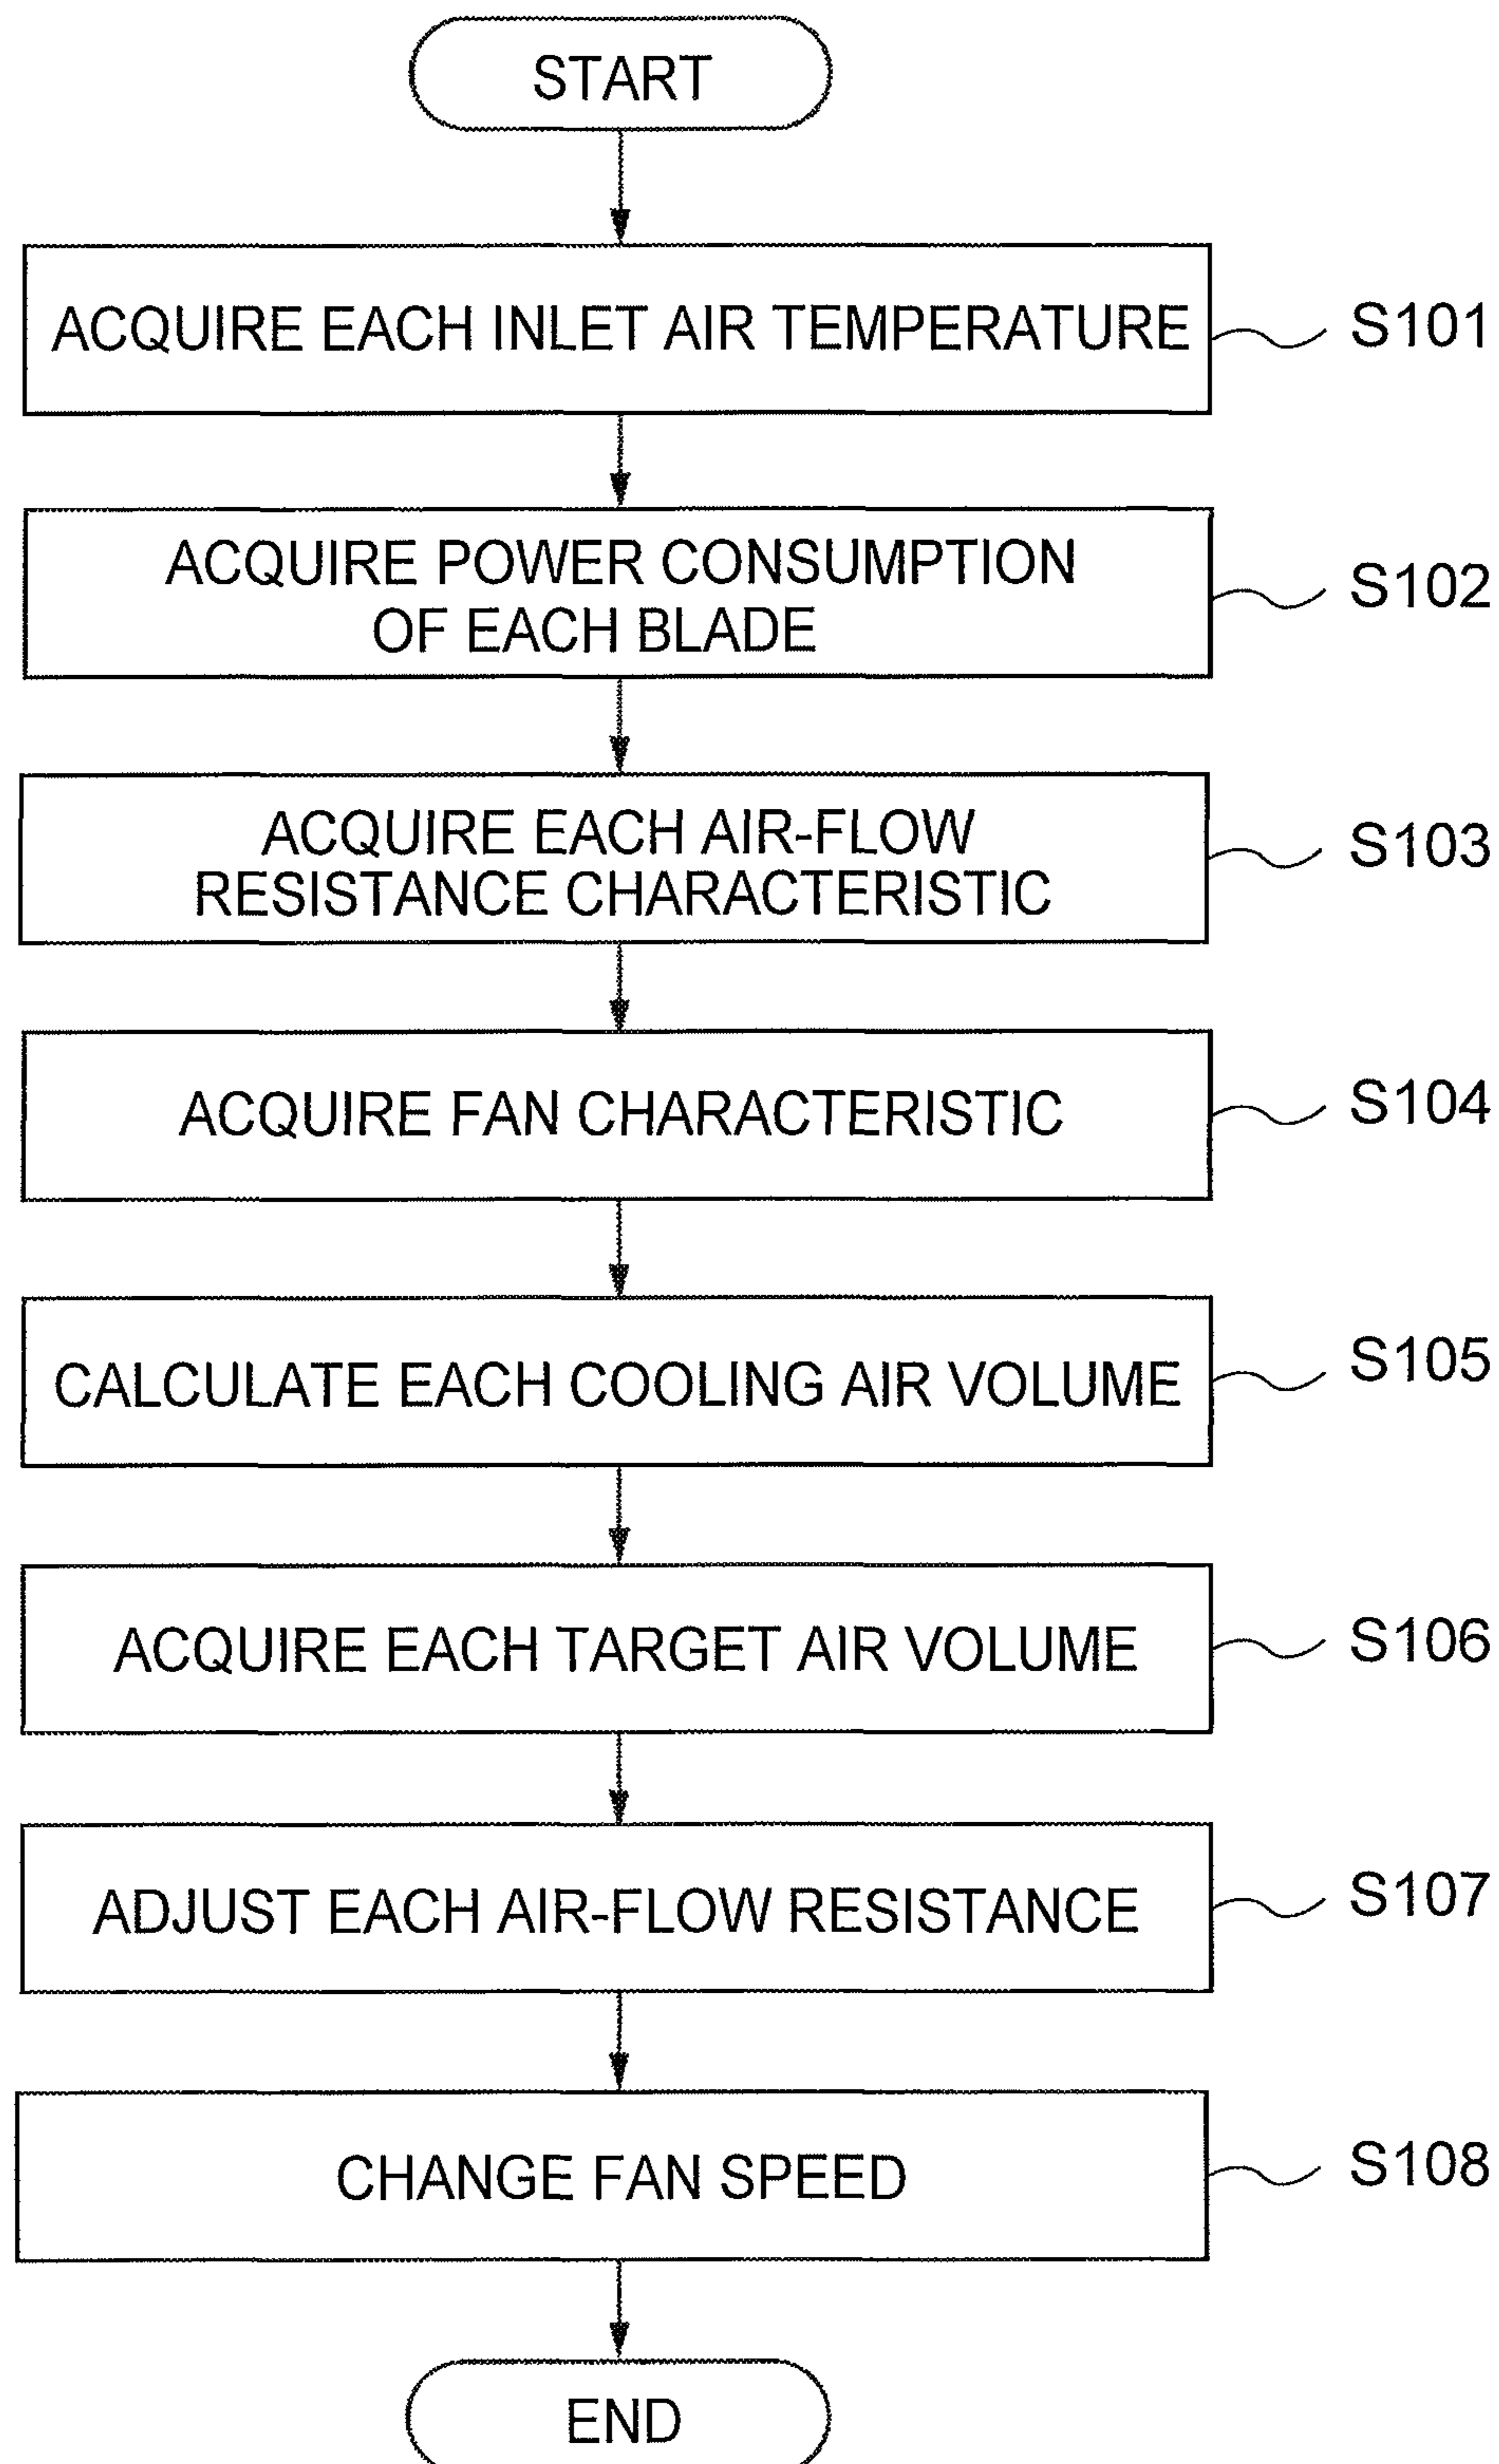 START
ACQUIRE EACH INLET AIR TEMPERATURE
S101
ACQUIRE POWER CONSUMPTION
OF EACH BLADE
S102
ACQUIRE EACH AIR-FLOW
RESISTANCE CHARACTERISTIC
S103
ACQUIRE FAN CHARACTERISTIC
S104
CALCULATE EACH COOLING AIR VOLUME
S105
ACQUIRE EACH TARGET AIR VOLUME
S106
ADJUST EACH AIR-FLOW RESISTANCE
S107
CHANGE FAN SPEED
S108
END